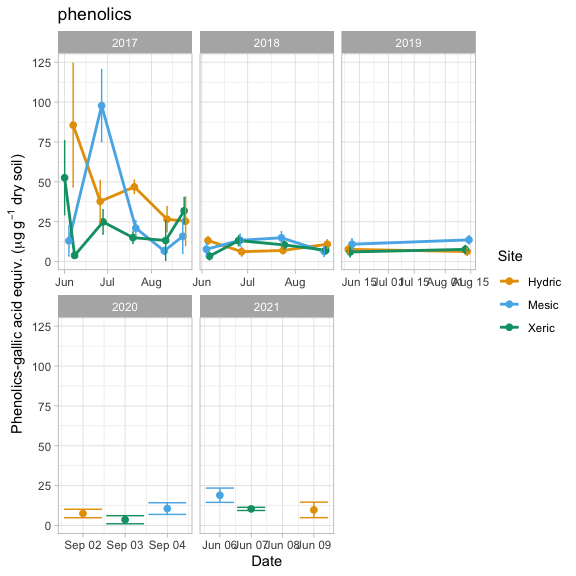 phenolics
2017 2018 2019
125
100
75
50
25
0
Jun Jul Aug Jun Jul Aug Jun 15 Jul 01 Jul 15 Aug 01 Aug 15
Phenolics-gallic acid equiv. (μg g⁻¹ dry soil)
Site
Hydric
Mesic
Xeric
2020 2021
125
100
75
50
25
0
Sep 02 Sep 03 Sep 04 Jun 06 Jun 07 Jun 08 Jun 09
Date